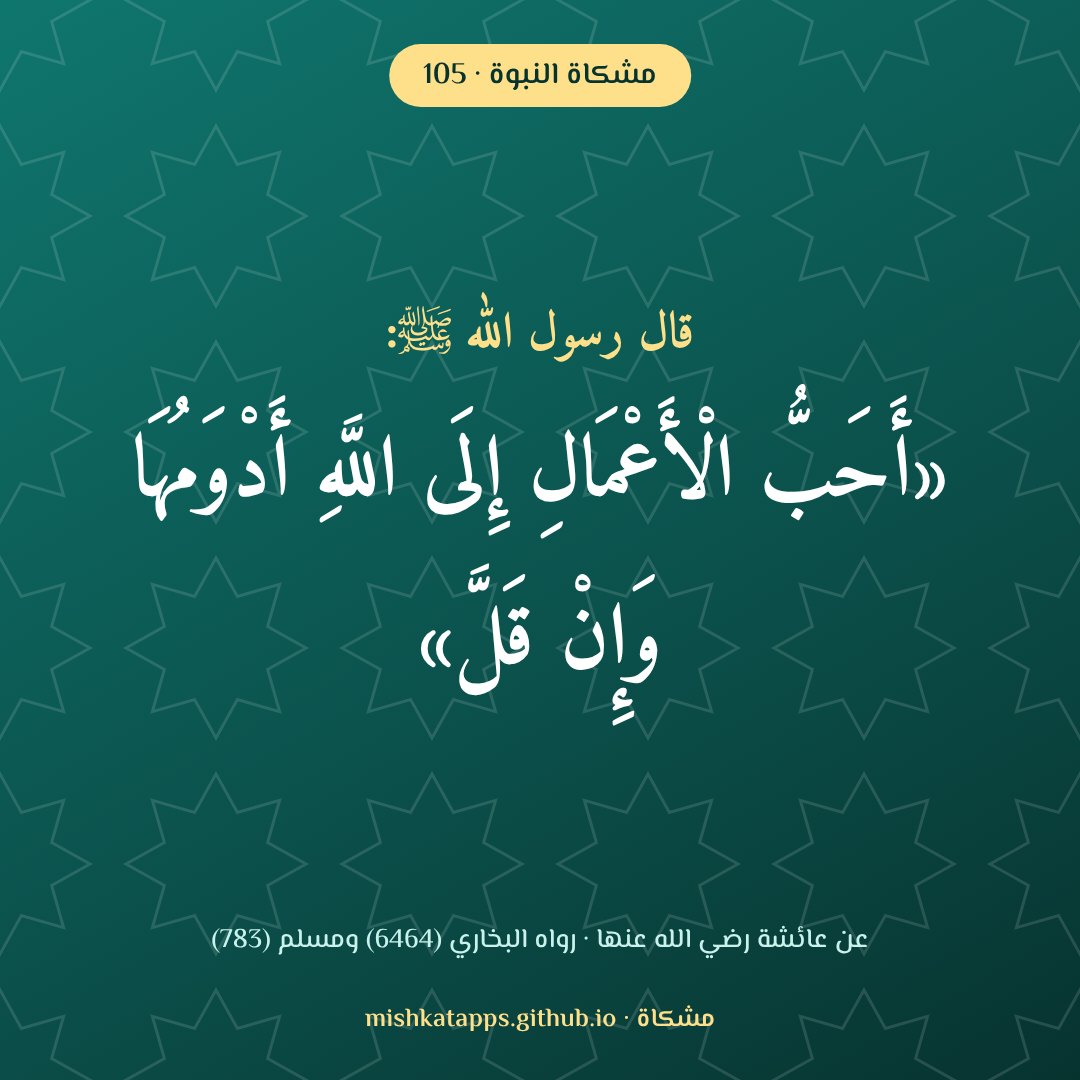 مشكاة النبوة · 105
قال رسول الله ﷺ:
«أَحَبُّ الْأَعْمَالِ إِلَى اللَّهِ أَدْوَمُهَا
وَإِنْ قَلَّ»
عن عائشة رضي الله عنها · رواه البخاري (6464) ومسلم (783)
مشكاة · mishkatapps.github.io